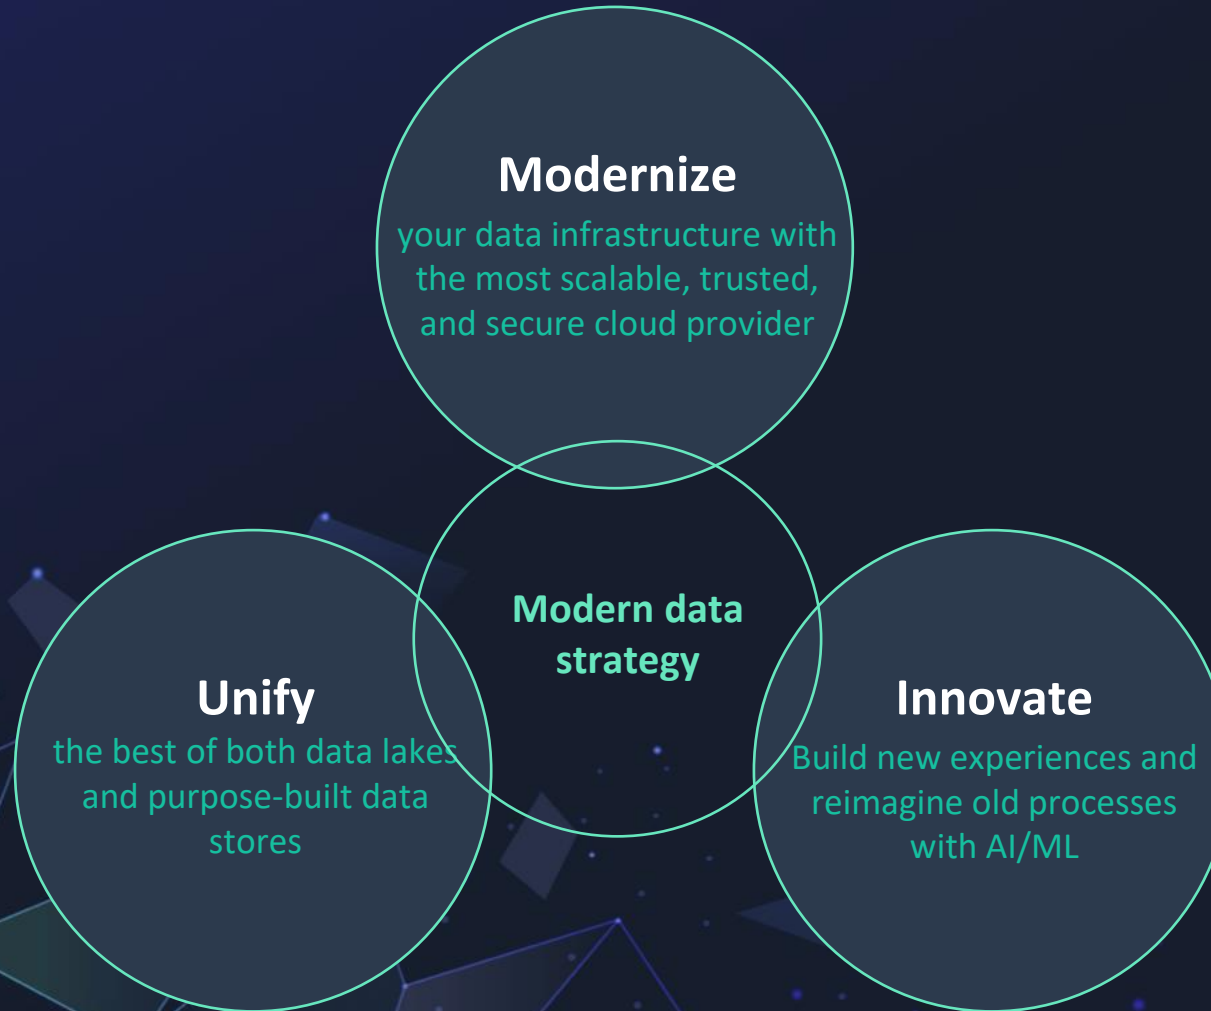 Modernize
your data infrastructure with
the most scalable, trusted,
and secure cloud provider
Modern data
strategy
Unify
the best of both data lakes
and purpose-built data
stores
Innovate
Build new experiences and
reimagine old processes
with AI/ML